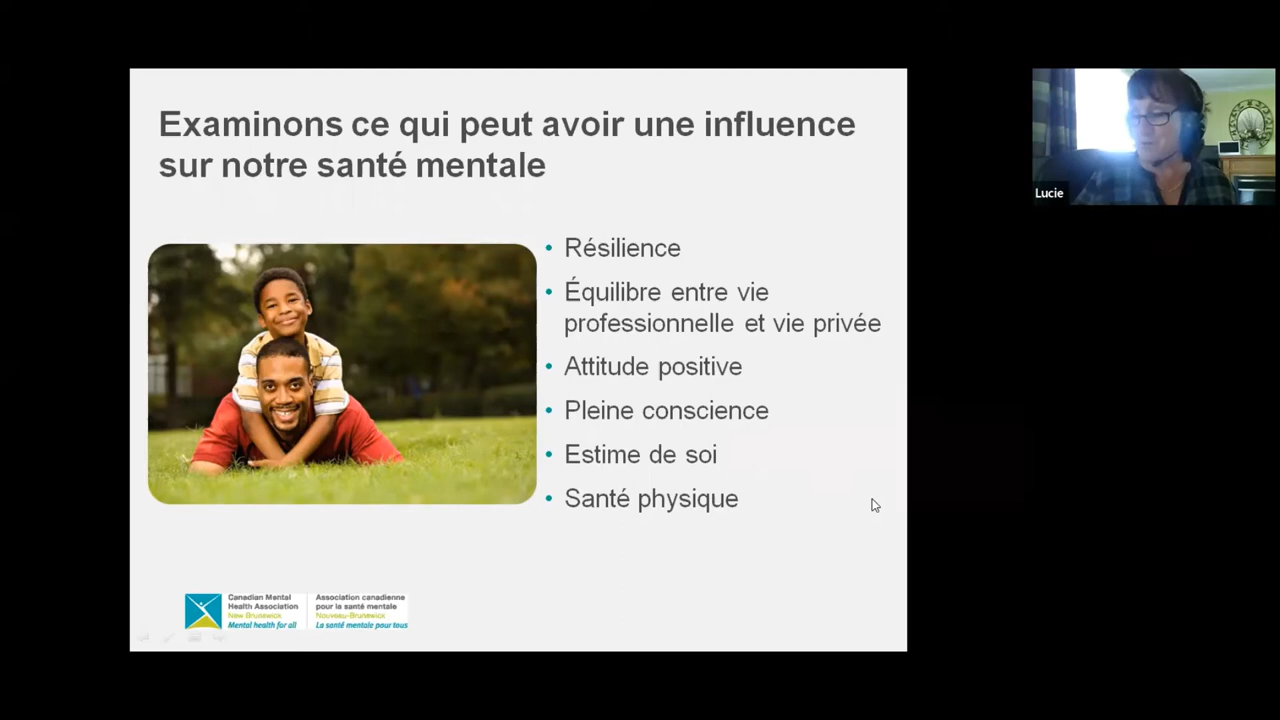 Examinons ce qui peut avoir une influence
sur notre santé mentale
• Résilience
• Équilibre entre vie
professionnelle et vie privée
• Attitude positive
• Pleine conscience
• Estime de soi
• Santé physique
Canadian Mental
Health Association
New Brunswick
Mental health for all
Association canadienne
pour la santé mentale
Nouveau-Brunswick
La santé mentale pour tous
Lucie